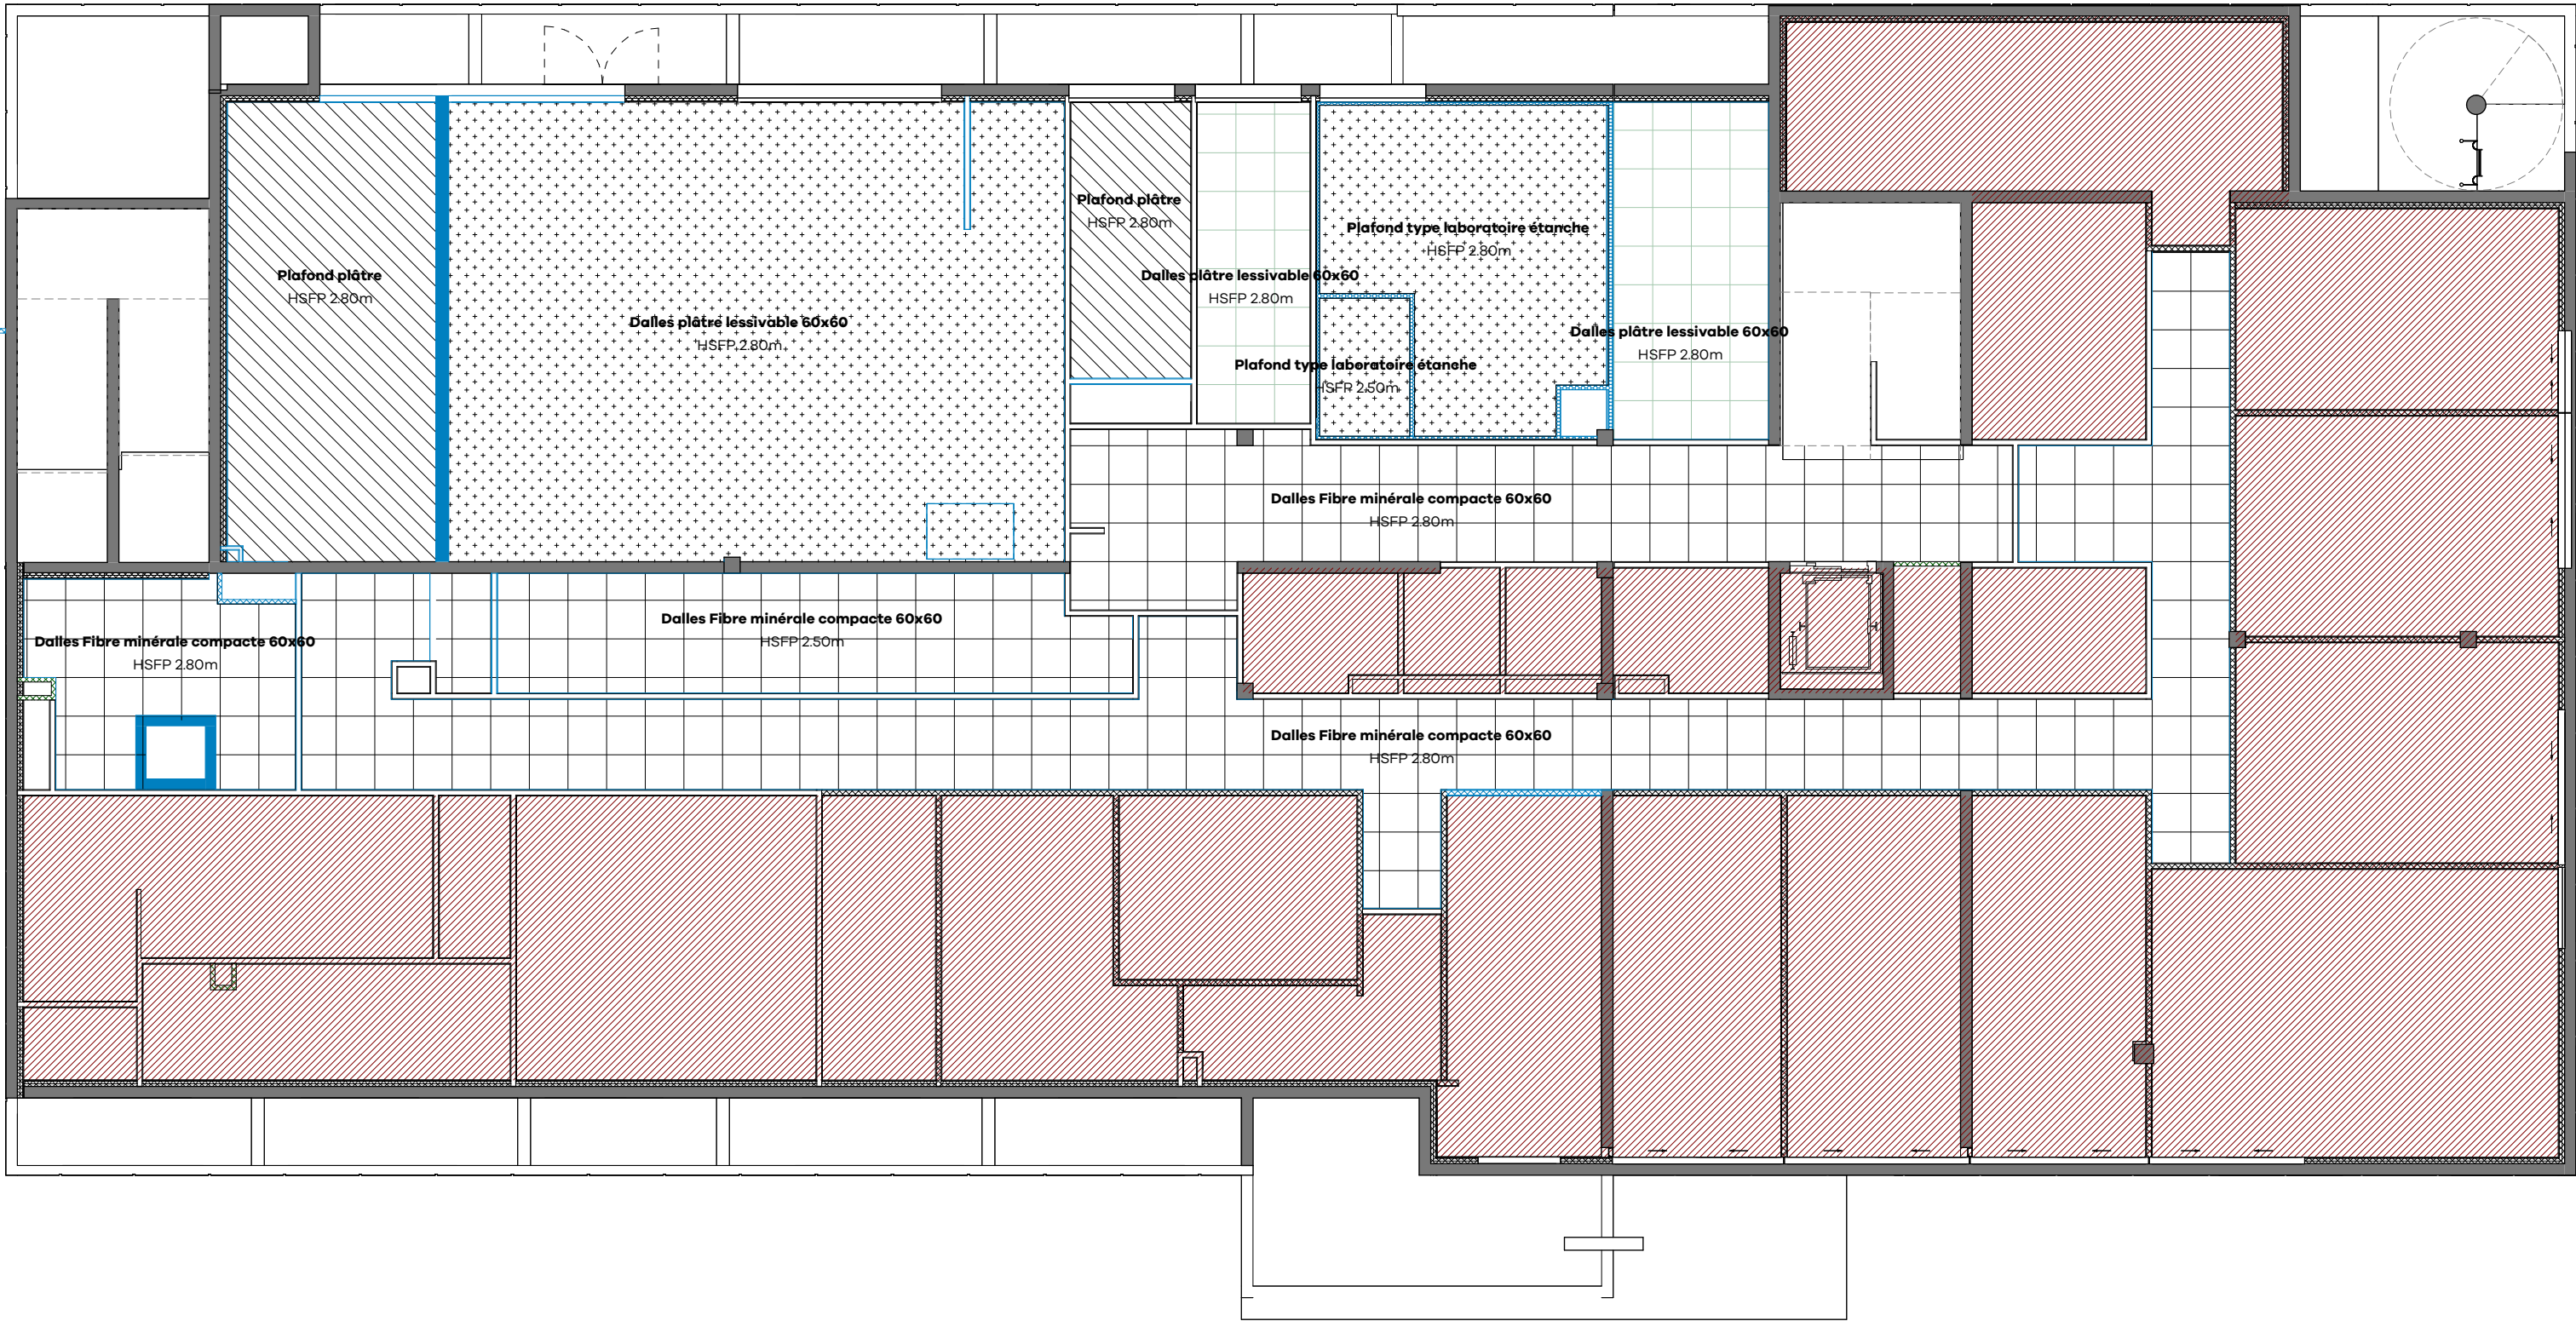 Plafond plâtre
HSFP 2.80m
Plafond type laboratoire étanche
HSFP 2.80m
Plafond plâtre
HSFP 2.80m
Dalles plâtre lessivable 60x60
HSFP 2.80m
Dalles plâtre lessivable 60x60
HSFP 2.80m
Dalles plâtre lessivable 60x60
HSFP 2.80m
Plafond type laboratoire étanche
HSFP 2.50m
Dalles Fibre minérale compacte 60x60
HSFP 2.80m
Dalles Fibre minérale compacte 60x60
HSFP 2.50m
Dalles Fibre minérale compacte 60x60
HSFP 2.80m
Dalles Fibre minérale compacte 60x60
HSFP 2.80m